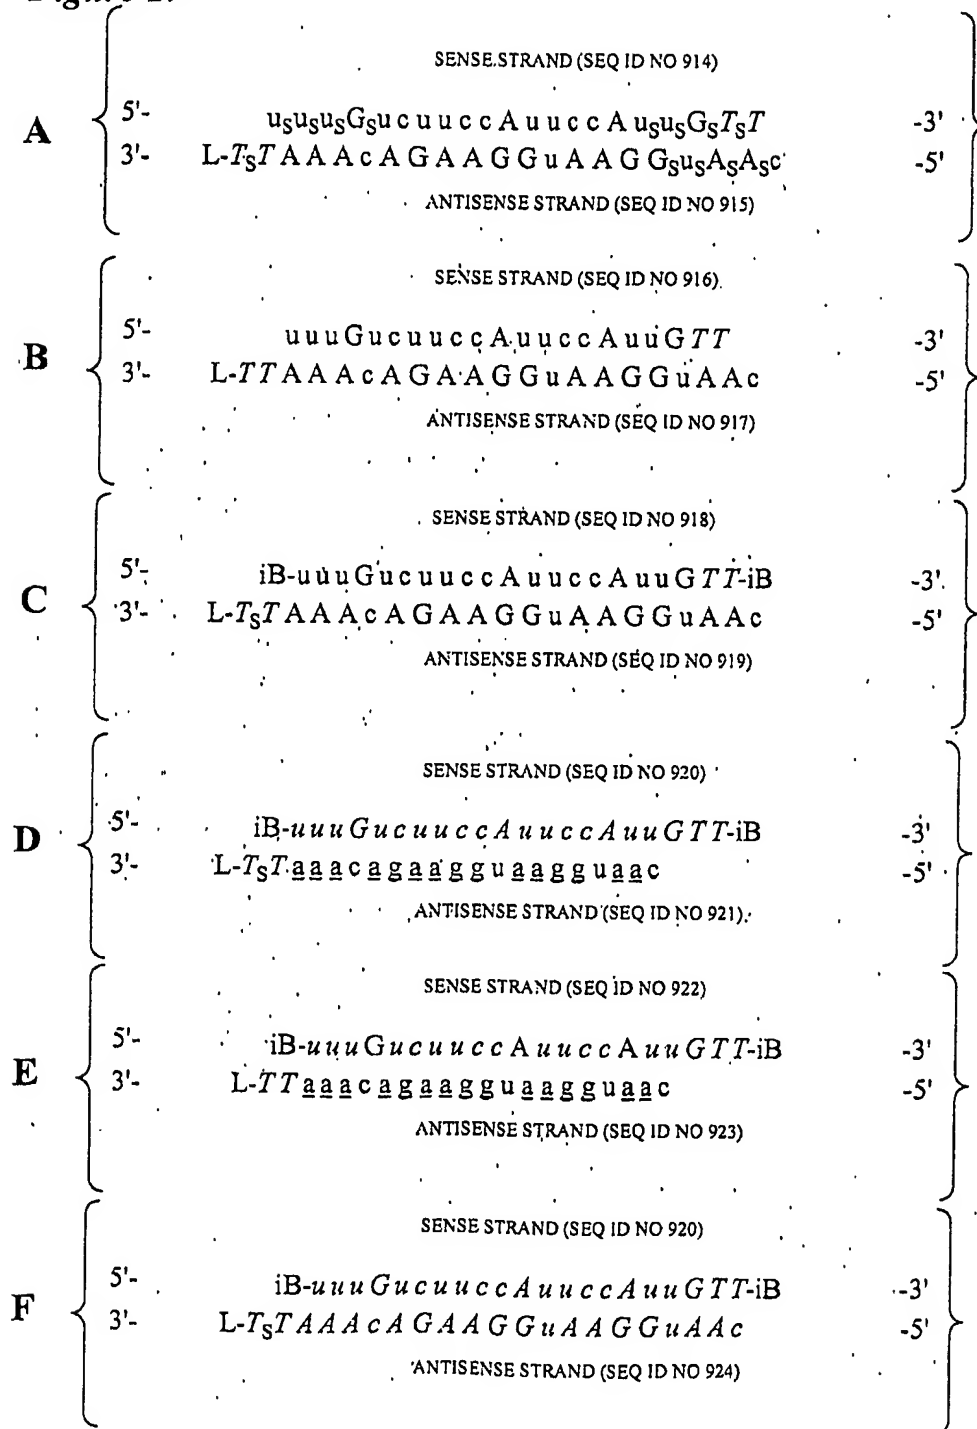 A
SENSE STRAND (SEQ ID NO 914)
5'- usususGsucuuccAuuccAususGsTsT -3'
3'- L-TsTAAAcAGAAGGuAAGGGsusAsAsc -5'
ANTISENSE STRAND (SEQ ID NO 915)
B
SENSE STRAND (SEQ ID NO 916)
5'- uuuGucuuccAuuccAuuGTT -3'
3'- L-TTAAAcAGAAGGuAAGGuAAc -5'
ANTISENSE STRAND (SEQ ID NO 917)
C
SENSE STRAND (SEQ ID NO 918)
5'- iB-uuuGucuuccAuuccAuuGTT-iB -3'
3'- L-TsTAAAcAGAAGGuAAGGuAAc -5'
ANTISENSE STRAND (SEQ ID NO 919)
D
SENSE STRAND (SEQ ID NO 920)
5'- iB-uuuGucuuccAuuccAuuGTT-iB -3'
3'- L-TsTaaacagaagguaagguaac -5'
ANTISENSE STRAND (SEQ ID NO 921)
E
SENSE STRAND (SEQ ID NO 922)
5'- iB-uuuGucuuccAuuccAuuGTT-iB -3'
3'- L-TTaaacagaagguaagguaac -5'
ANTISENSE STRAND (SEQ ID NO 923)
F
SENSE STRAND (SEQ ID NO 920)
5'- iB-uuuGucuuccAuuccAuuGTT-iB -3'
3'- L-TsTAAAcAGAAGGuAAGGuAAc -5'
ANTISENSE STRAND (SEQ ID NO 924)